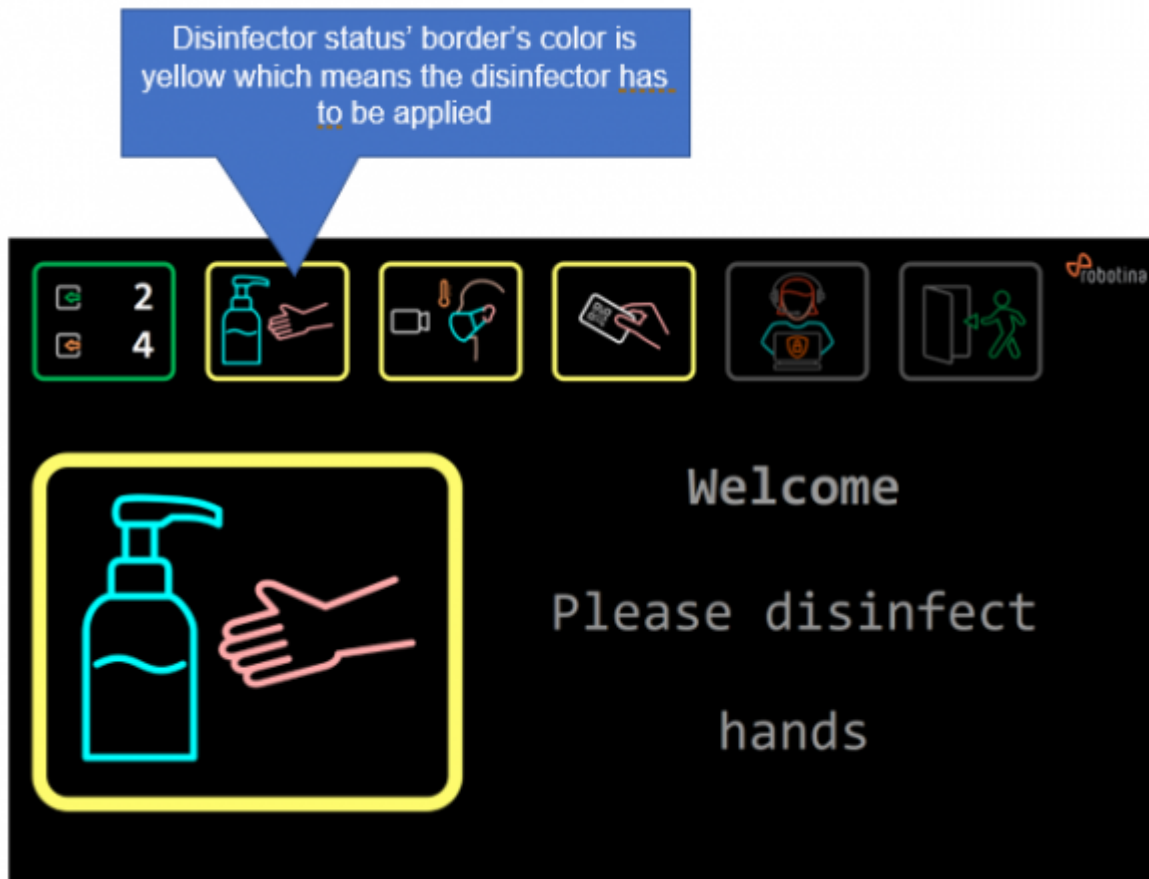 Disinfector status’ border’s color is
yellow which means the disinfector has
to be applied
2
4
robotina
Welcome
Please disinfect
hands